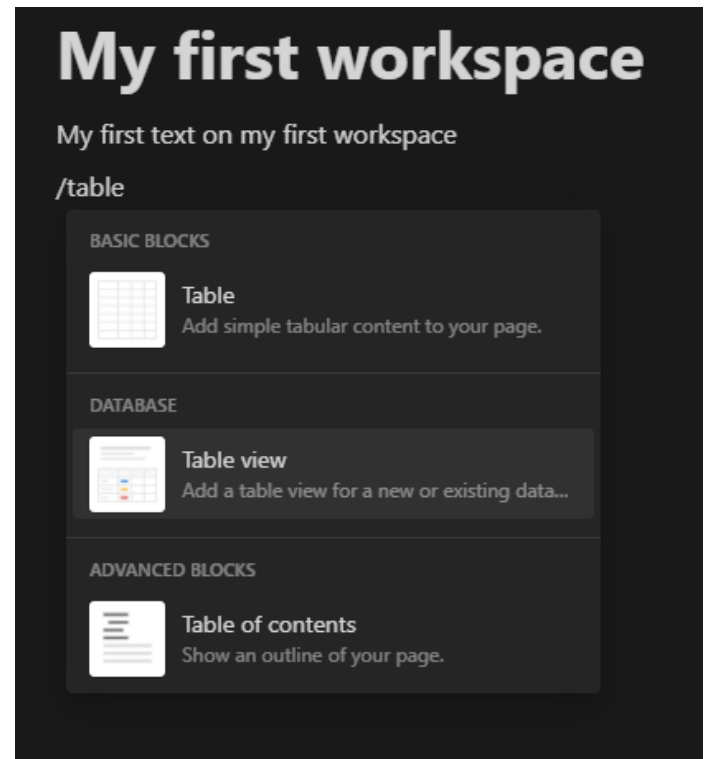 My first workspace
My first text on my first workspace
/table
BASIC BLOCKS
Table
Add simple tabular content to your page.
DATABASE
Table view
Add a table view for a new or existing data...
ADVANCED BLOCKS
Table of contents
Show an outline of your page.